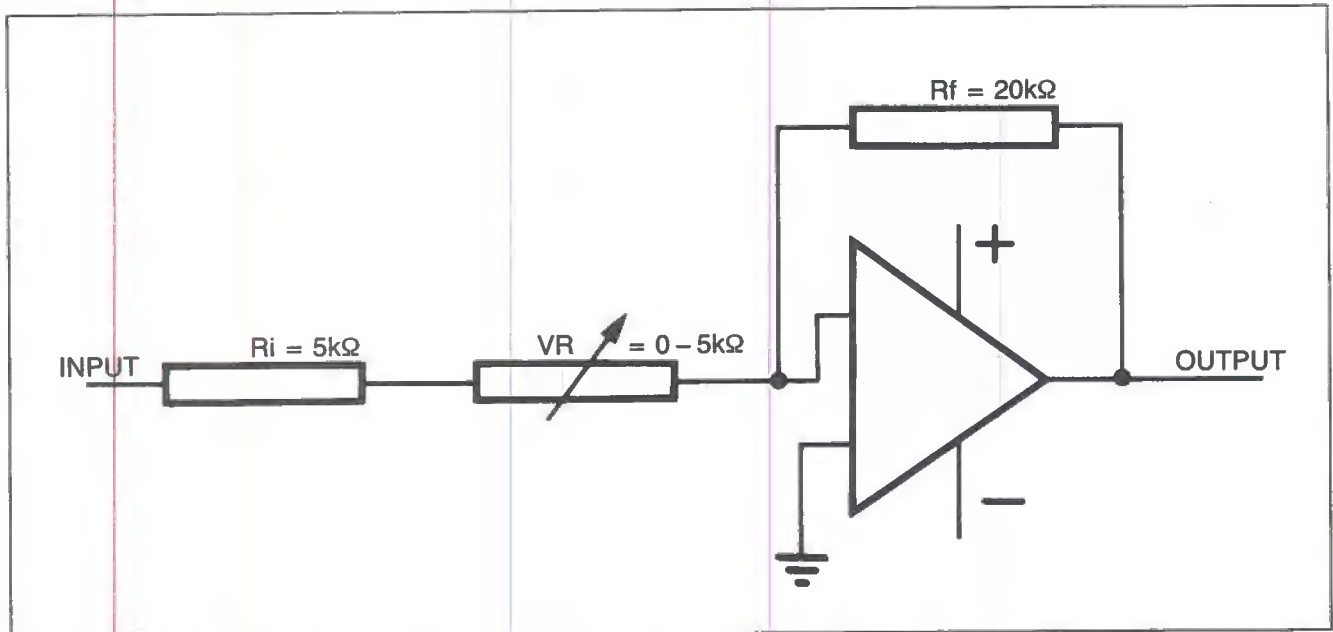 Rf = 20kΩ
+
Ri = 5kΩ
VR = 0–5kΩ
INPUT
OUTPUT
−